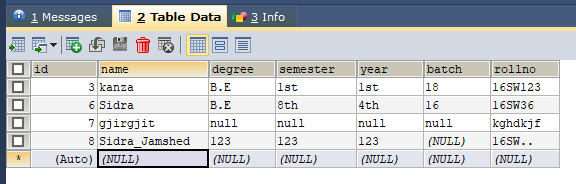 1 Messages 2 Table Data 3 Info
id name degree semester year batch rollno
3 kanza B.E 1st 1st 18 16SW123
6 Sidra B.E 8th 4th 16 16SW36
7 gjirgjit null null null null kghdkjf
8 Sidra_Jamshed 123 123 123 (NULL) 16SW..
* (Auto) (NULL) (NULL) (NULL) (NULL) (NULL) (NULL)